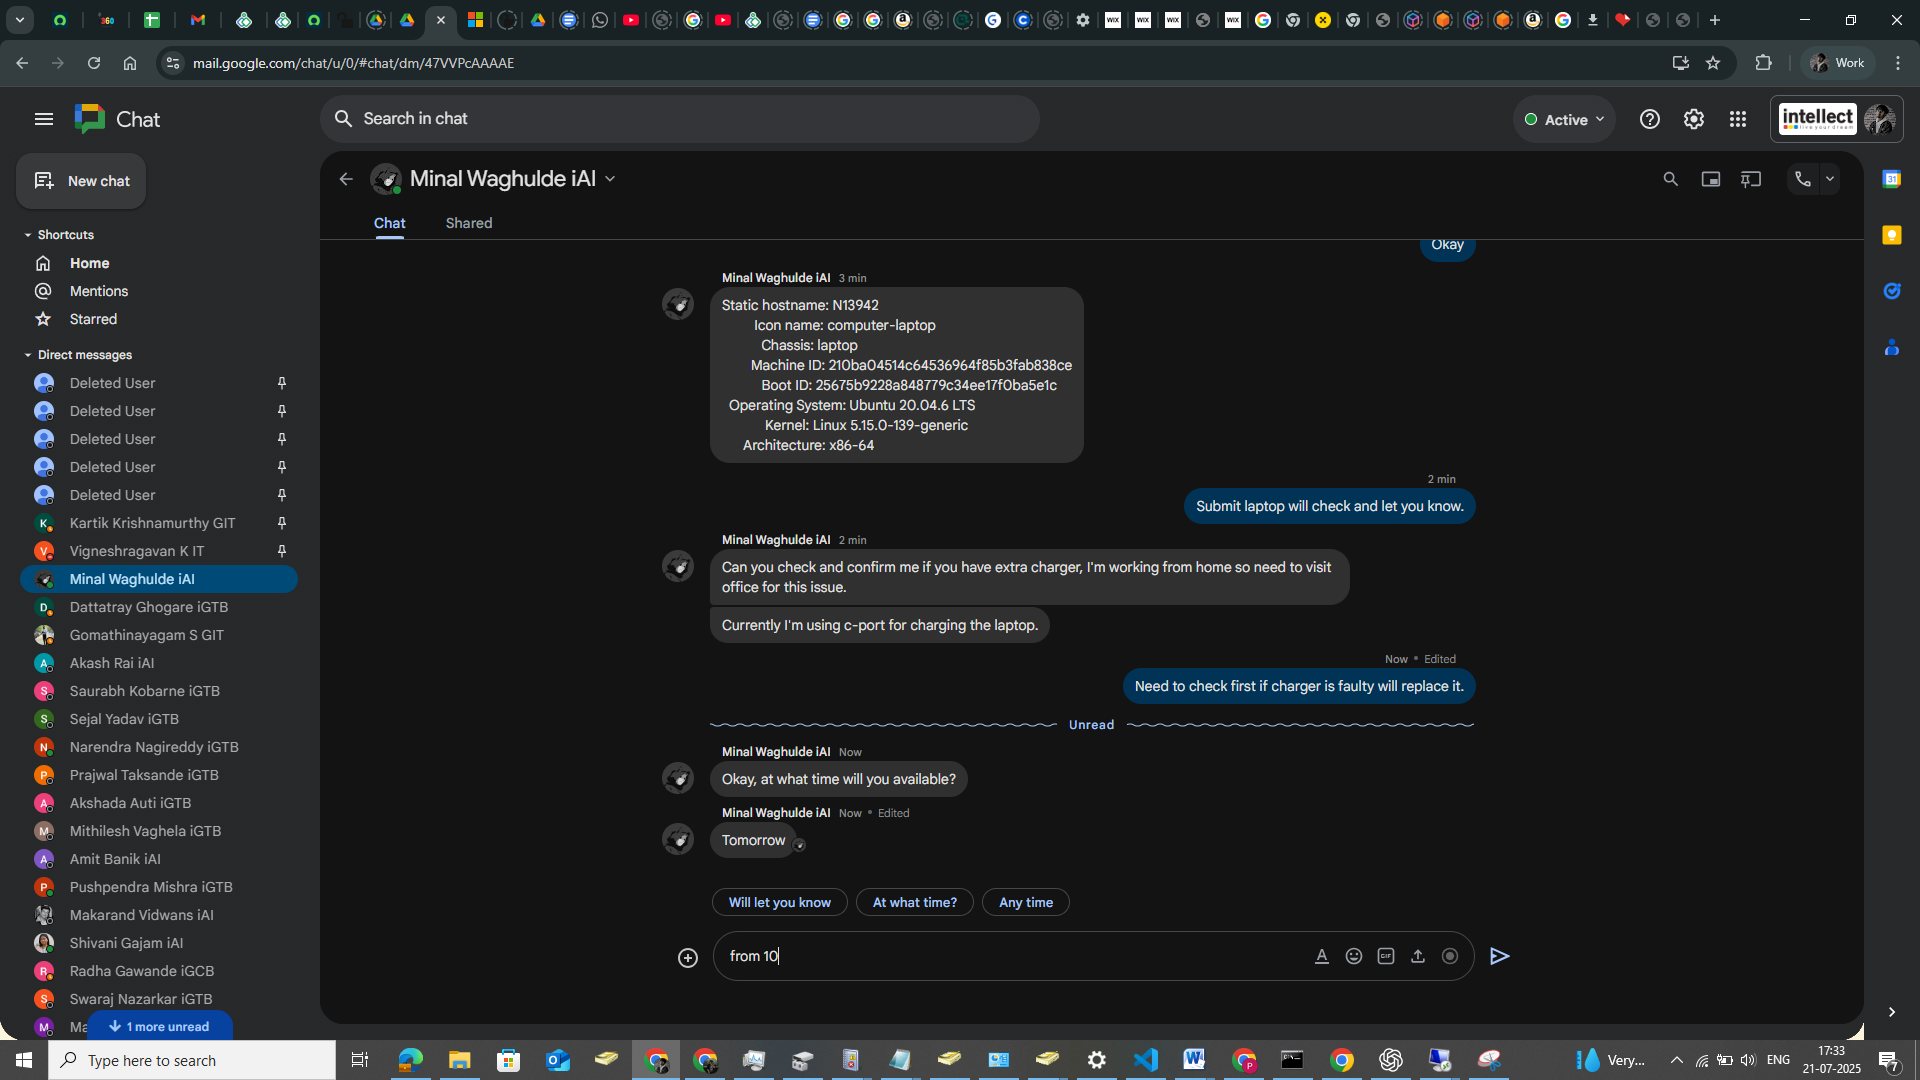 360
WIX
WIX
WIX
WIX
mail.google.com/chat/u/0/#chat/dm/47VVPcAAAAE
Work
Chat
Search in chat
Active
intellect
New chat
Minal Waghulde iAI
Chat
Shared
Shortcuts
Home
Mentions
Starred
Direct messages
Deleted User
Deleted User
Deleted User
Deleted User
Deleted User
K Kartik Krishnamurthy GIT
V Vigneshragavan K IT
Minal Waghulde iAI
D Dattatray Ghogare iGTB
Gomathinayagam S GIT
A Akash Rai iAI
S Saurabh Kobarne iGTB
S Sejal Yadav iGTB
N Narendra Nagireddy iGTB
P Prajwal Taksande iGTB
A Akshada Auti iGTB
M Mithilesh Vaghela iGTB
A Amit Banik iAI
P Pushpendra Mishra iGTB
Makarand Vidwans iAI
Shivani Gajam iAI
R Radha Gawande iGCB
S Swaraj Nazarkar iGTB
M Ma
1 more unread
Okay
Minal Waghulde iAI 3 min
Static hostname: N13942
Icon name: computer-laptop
Chassis: laptop
Machine ID: 210ba04514c64536964f85b3fab838ce
Boot ID: 25675b9228a848779c34ee17f0ba5e1c
Operating System: Ubuntu 20.04.6 LTS
Kernel: Linux 5.15.0-139-generic
Architecture: x86-64
2 min
Submit laptop will check and let you know.
Minal Waghulde iAI 2 min
Can you check and confirm me if you have extra charger, I'm working from home so need to visit
office for this issue.
Currently I'm using c-port for charging the laptop.
Now • Edited
Need to check first if charger is faulty will replace it.
Unread
Minal Waghulde iAI Now
Okay, at what time will you available?
Minal Waghulde iAI Now • Edited
Tomorrow
Will let you know
At what time?
Any time
from 10
GIF
31
Type here to search
Very...
ENG
17:33
21-07-2025
7